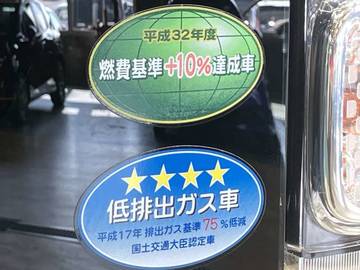 平成32年度
燃費基準+10%達成車
低排出ガス車
平成17年 排出ガス基準 75%低減
国土交通大臣認定車